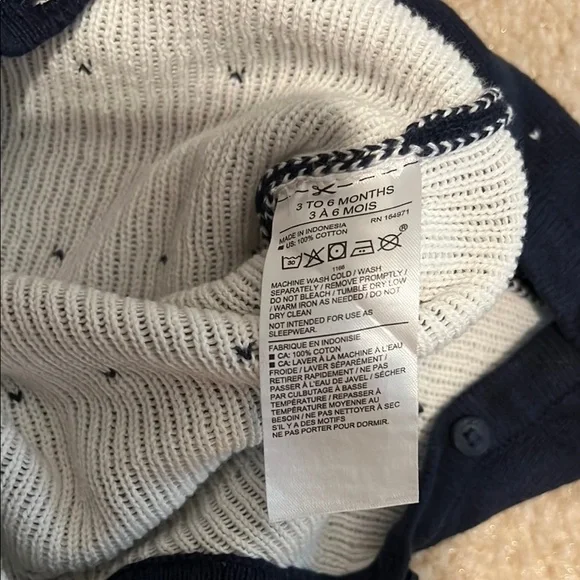 3 TO 6 MONTHS
3 À 6 MOIS
RN 164971
MADE IN INDONESIA
US: 100% COTTON
1166
MACHINE WASH COLD / WASH
SEPARATELY / REMOVE PROMPTLY /
DO NOT BLEACH / TUMBLE DRY LOW
/ WARM IRON AS NEEDED / DO NOT
DRY CLEAN
NOT INTENDED FOR USE AS
SLEEPWEAR.
FABRIQUE EN INDONISIE
CA: 100% COTON
CA: LAVER À LA MACHINE À L'EAU
FROIDE / LAVER SÉPARÉMENT /
RETIRER RAPIDEMENT / NE PAS
PASSER À L'EAU DE JAVEL / SÉCHER
PAR CULBUTAGE À BASSE
TEMPÉRATURE / REPASSER À
TEMPÉRATURE MOYENNE AU
BESOIN / NE PAS NETTOYER À SEC
S'IL Y A DES MOTIFS
NE PAS PORTER POUR DORMIR.